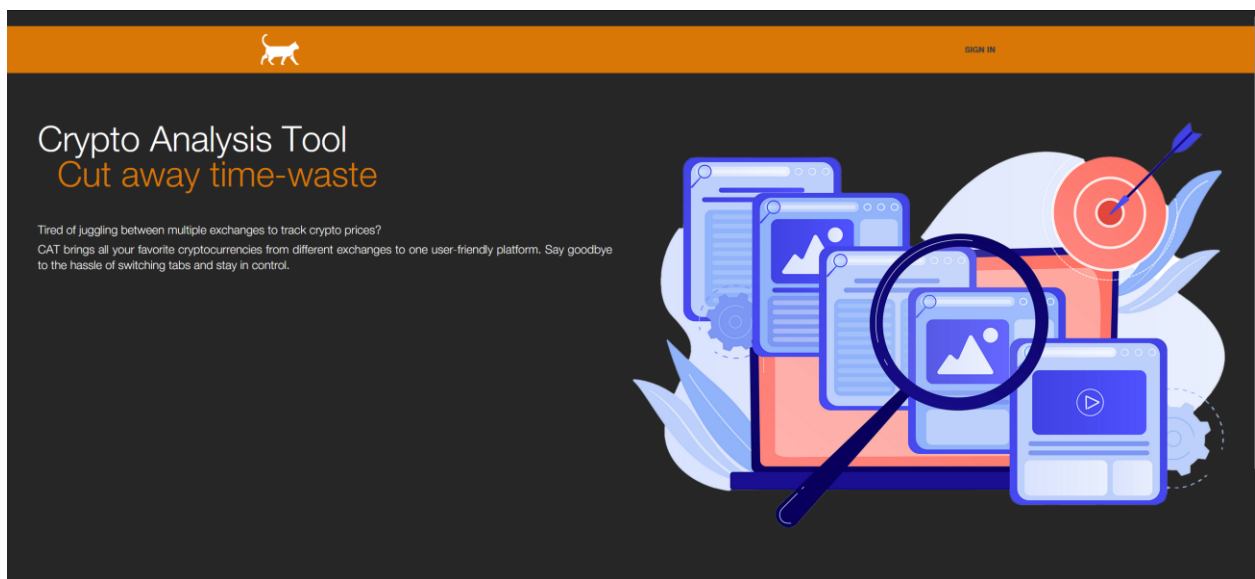 SIGN IN
Crypto Analysis Tool
Cut away time-waste
Tired of juggling between multiple exchanges to track crypto prices?
CAT brings all your favorite cryptocurrencies from different exchanges to one user-friendly platform. Say goodbye
to the hassle of switching tabs and stay in control.